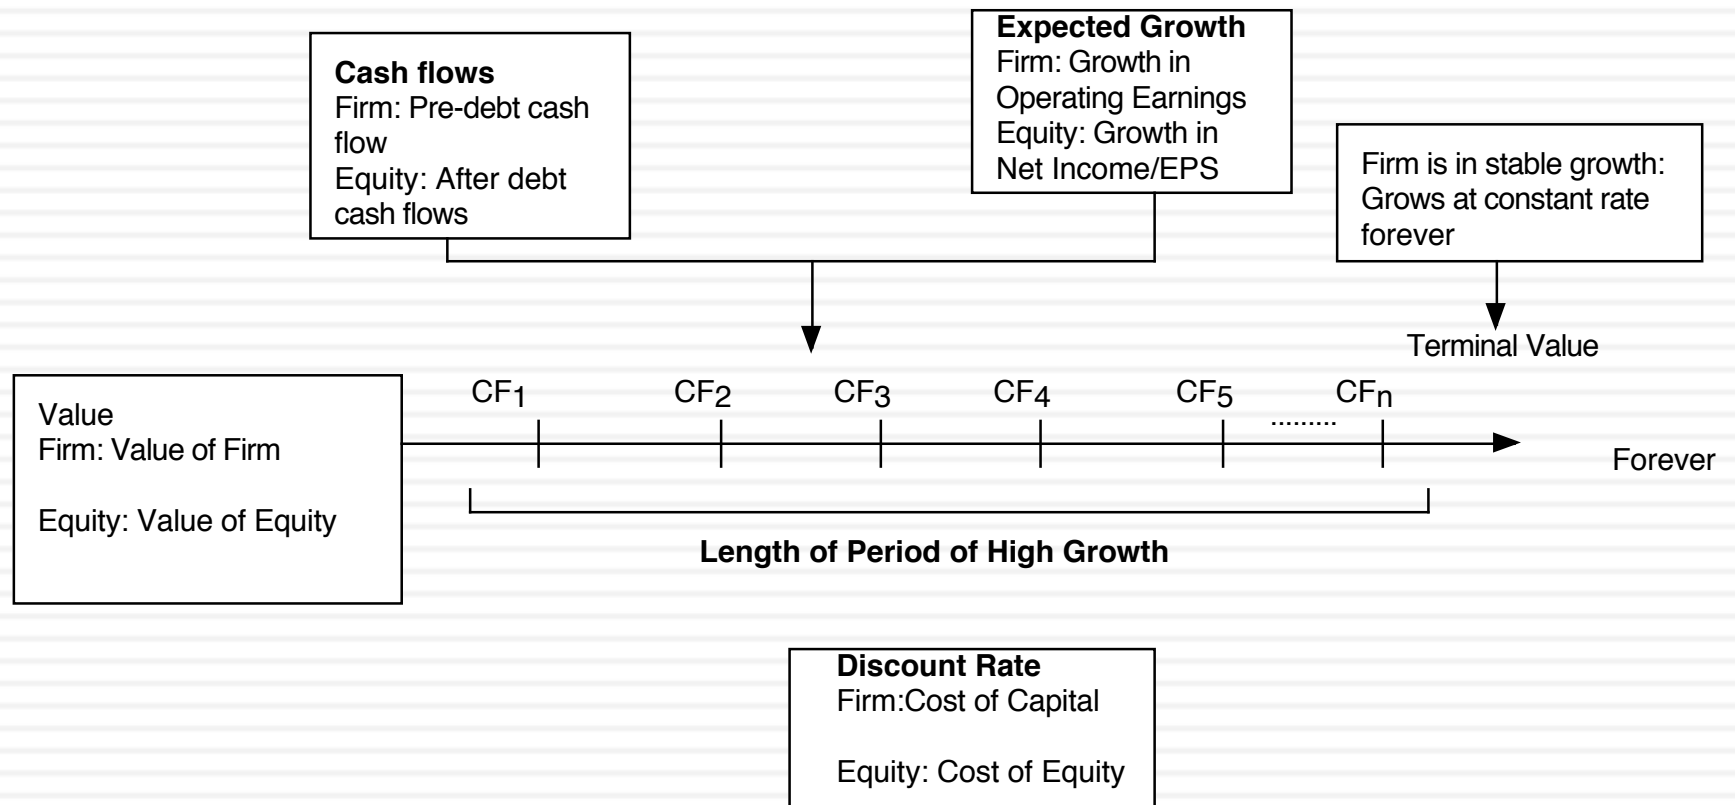 Cash flows
Firm: Pre-debt cash
flow
Equity: After debt
cash flows
Expected Growth
Firm: Growth in
Operating Earnings
Equity: Growth in
Net Income/EPS
Firm is in stable growth:
Grows at constant rate
forever
Terminal Value
CF1 CF2 CF3 CF4 CF5 ......... CFn
Forever
Value
Firm: Value of Firm
Equity: Value of Equity
Length of Period of High Growth
Discount Rate
Firm:Cost of Capital
Equity: Cost of Equity